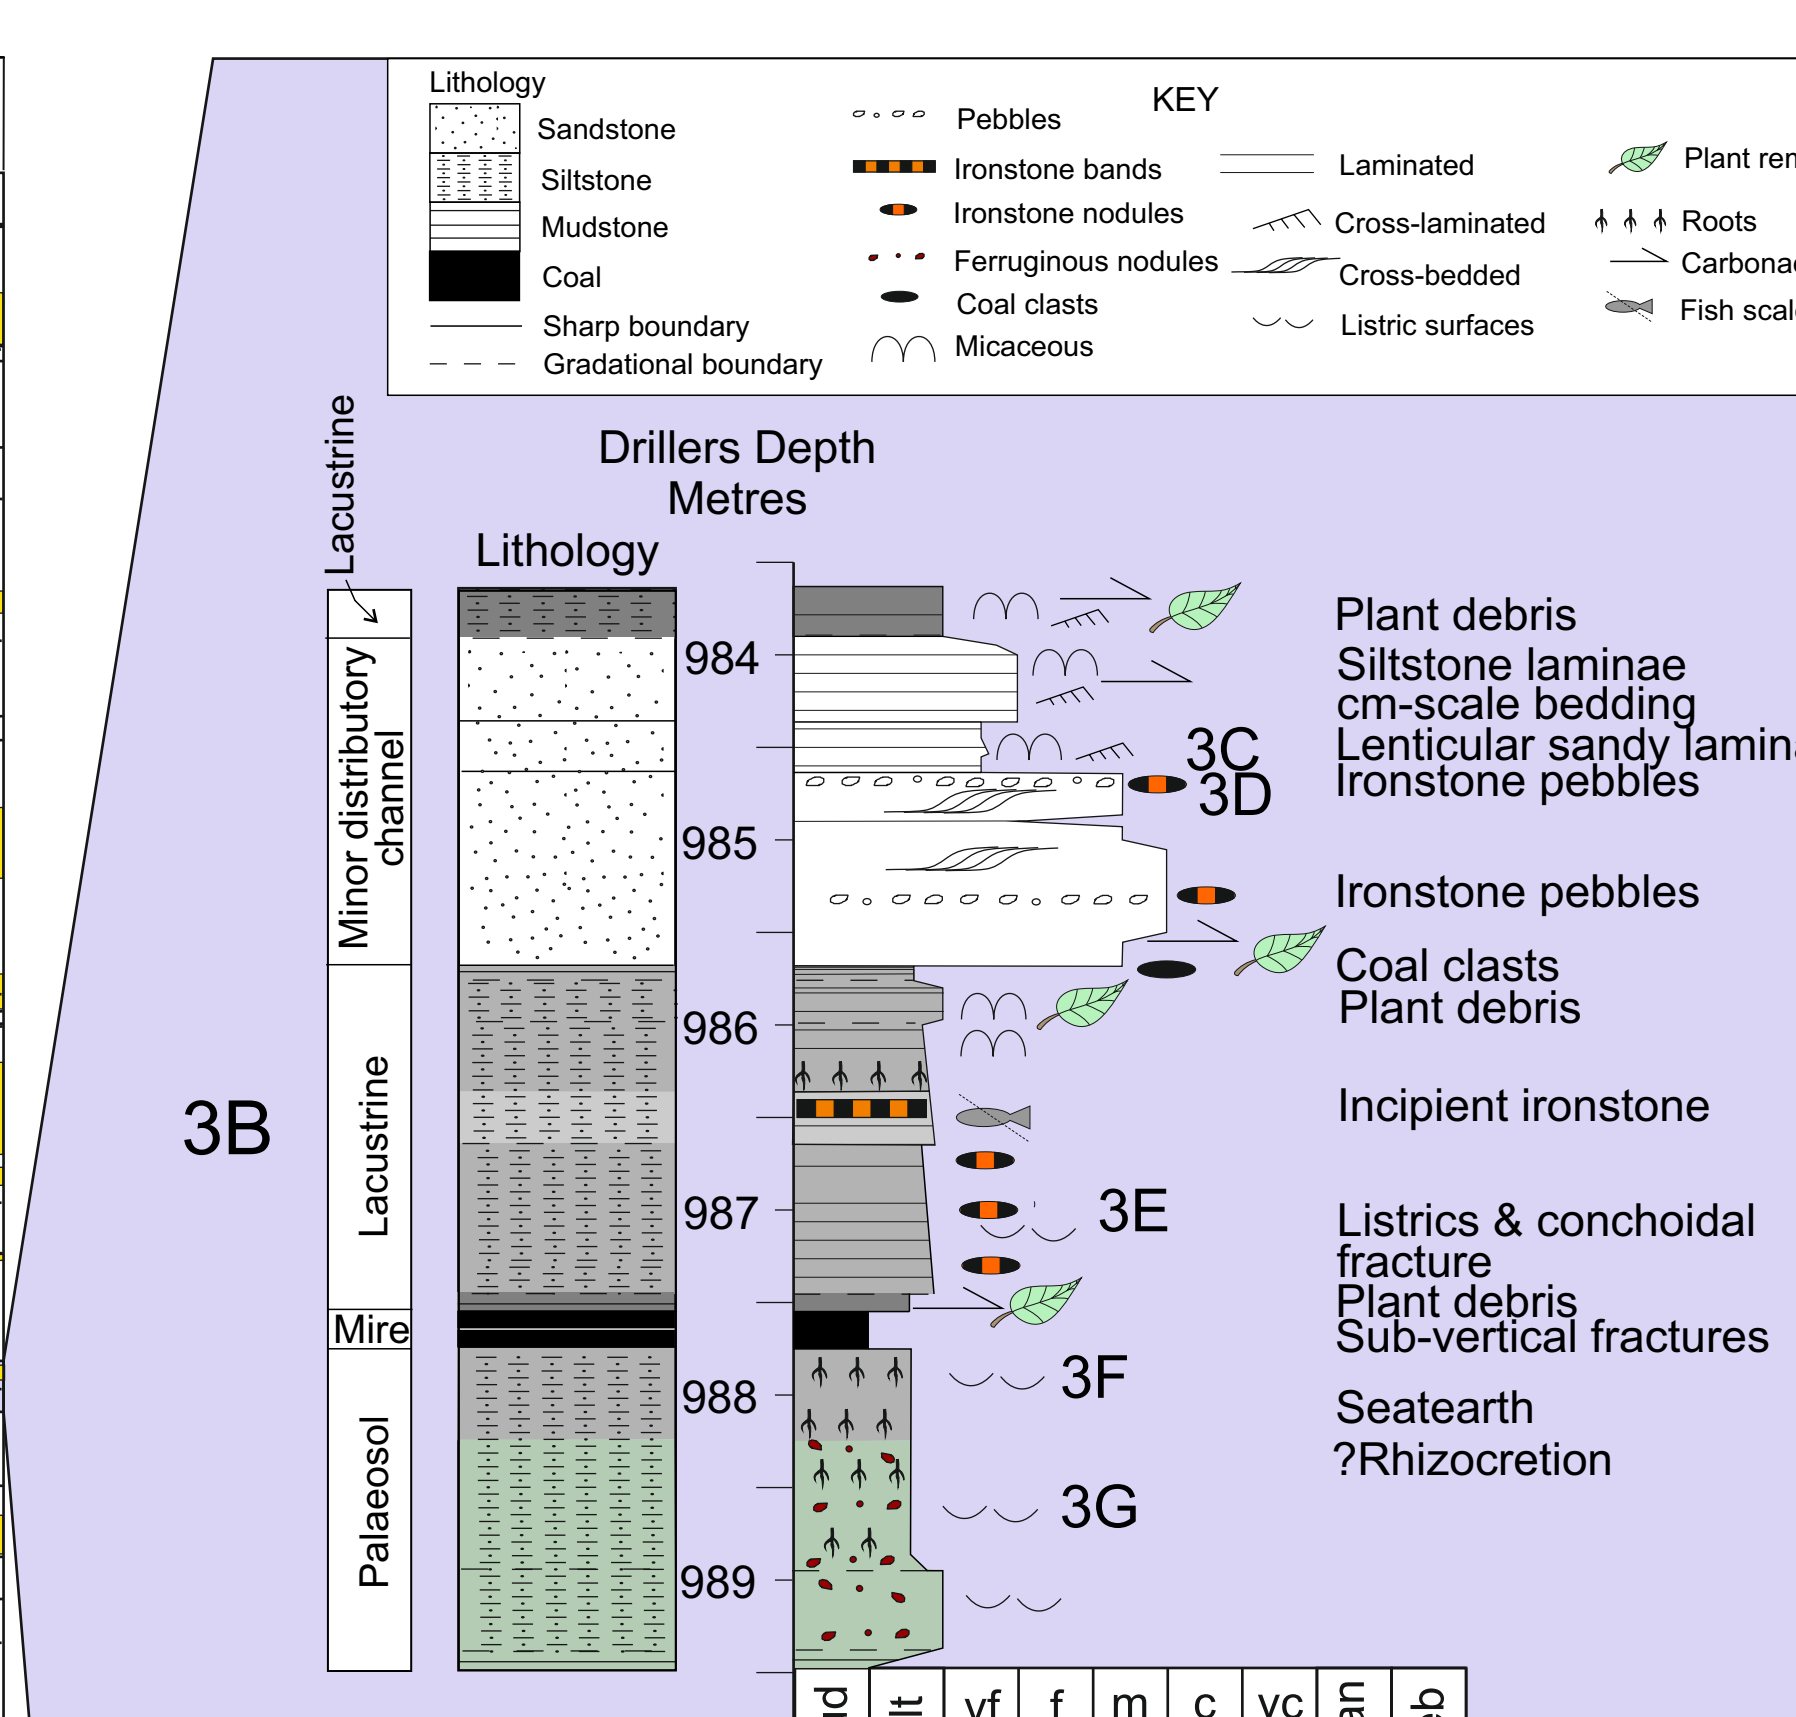 Lithology
Sandstone
Siltstone
Mudstone
Coal
Sharp boundary
Gradational boundary
Pebbles
Ironstone bands
Ironstone nodules
Ferruginous nodules
Coal clasts
Micaceous
KEY
Laminated
Cross-laminated
Cross-bedded
Listric surfaces
Plant
Roots
Fish
Drillers Depth
Metres
Lithology
Lacustrine
Minor distributory
channel
Lacustrine
Mire
Palaeosol
3B
984
985
986
987
988
989
3C
3D
3E
3F
3G
Plant debris
Siltstone laminae
cm-scale bedding
Lenticular sandy
Ironstone pebbles
Ironstone pebbles
Coal clasts
Plant debris
Incipient ironstone
Listrics & conchoidal
fracture
Plant debris
Sub-vertical fractures
Seatearth
?Rhizocretion
vf f m c vc